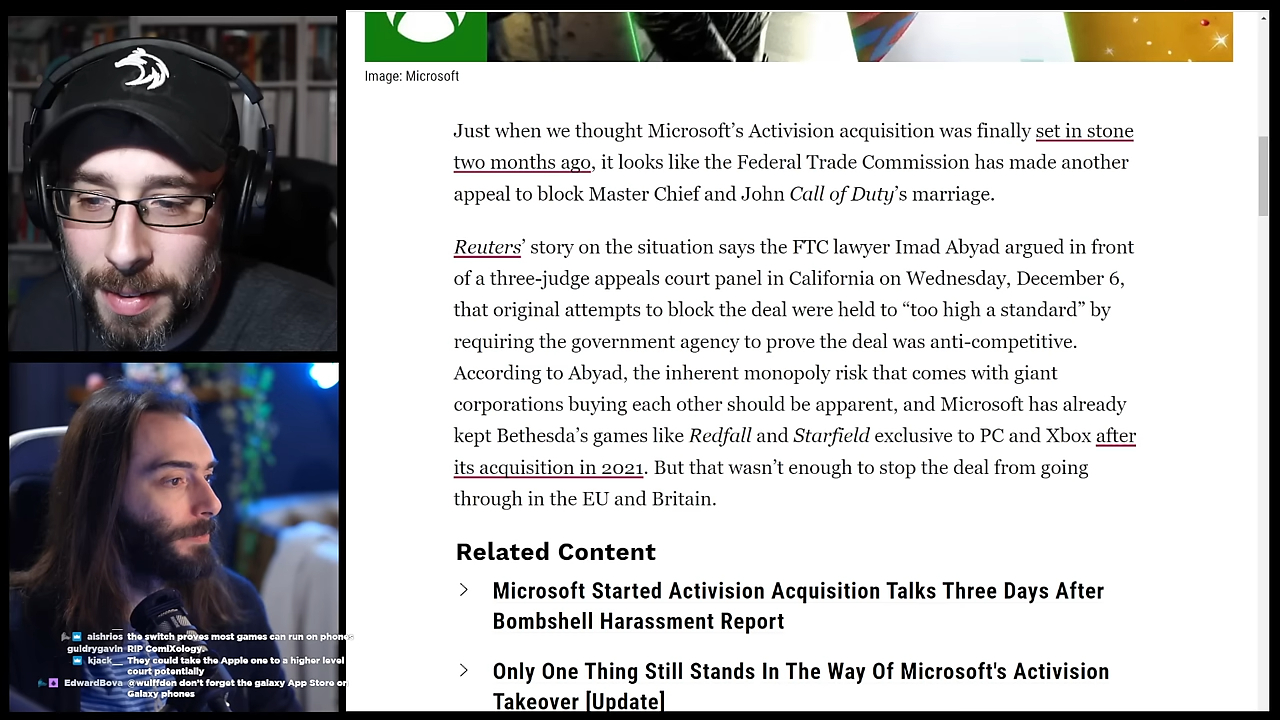 Image: Microsoft
Just when we thought Microsoft’s Activision acquisition was finally set in stone
two months ago, it looks like the Federal Trade Commission has made another
appeal to block Master Chief and John Call of Duty’s marriage.
Reuters’ story on the situation says the FTC lawyer Imad Abyad argued in front
of a three-judge appeals court panel in California on Wednesday, December 6,
that original attempts to block the deal were held to “too high a standard” by
requiring the government agency to prove the deal was anti-competitive.
According to Abyad, the inherent monopoly risk that comes with giant
corporations buying each other should be apparent, and Microsoft has already
kept Bethesda’s games like Redfall and Starfield exclusive to PC and Xbox after
its acquisition in 2021. But that wasn’t enough to stop the deal from going
through in the EU and Britain.
Related Content
Microsoft Started Activision Acquisition Talks Three Days After
Bombshell Harassment Report
Only One Thing Still Stands In The Way Of Microsoft's Activision
Takeover [Update]
alshrios the switch proves most games can run on phones
guldrygavin RIP ComiXology.
kjack__ They could take the Apple one to a higher level
court potentially
EdwardBova @wulffden don't forget the galaxy App Store on
Galaxy phones